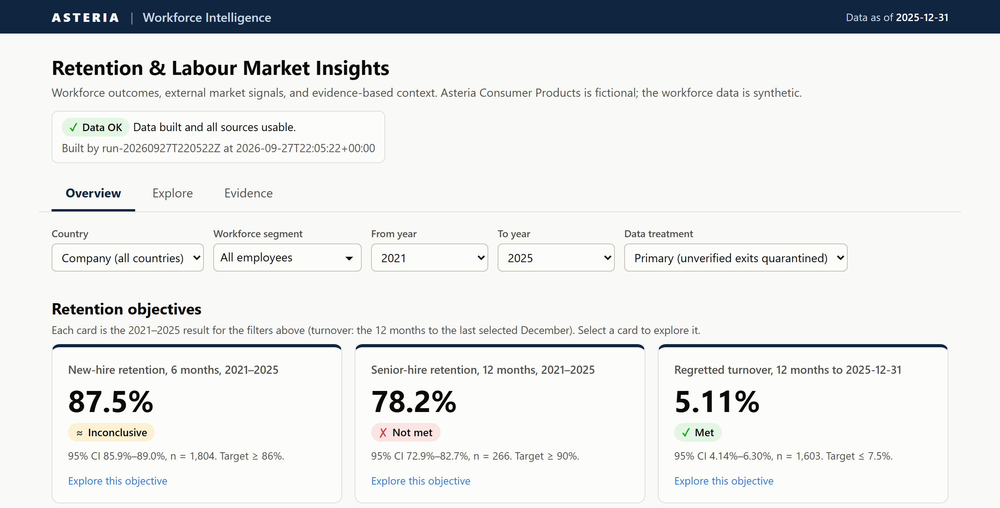 ASTERIA | Workforce Intelligence
Data as of 2025-12-31
Retention & Labour Market Insights
Workforce outcomes, external market signals, and evidence-based context. Asteria Consumer Products is fictional; the workforce data is synthetic.
✓ Data OK Data built and all sources usable.
Built by run-20260927T220522Z at 2026-09-27T22:05:22+00:00
Overview Explore Evidence
Country
Company (all countries)
Workforce segment
All employees
From year
2021
To year
2025
Data treatment
Primary (unverified exits quarantined)
Retention objectives
Each card is the 2021–2025 result for the filters above (turnover: the 12 months to the last selected December). Select a card to explore it.
New-hire retention, 6 months, 2021–2025
87.5%
≈ Inconclusive
95% CI 85.9%–89.0%, n = 1,804. Target ≥ 86%.
Explore this objective
Senior-hire retention, 12 months, 2021–2025
78.2%
✗ Not met
95% CI 72.9%–82.7%, n = 266. Target ≥ 90%.
Explore this objective
Regretted turnover, 12 months to 2025-12-31
5.11%
✓ Met
95% CI 4.14%–6.30%, n = 1,603. Target ≤ 7.5%.
Explore this objective